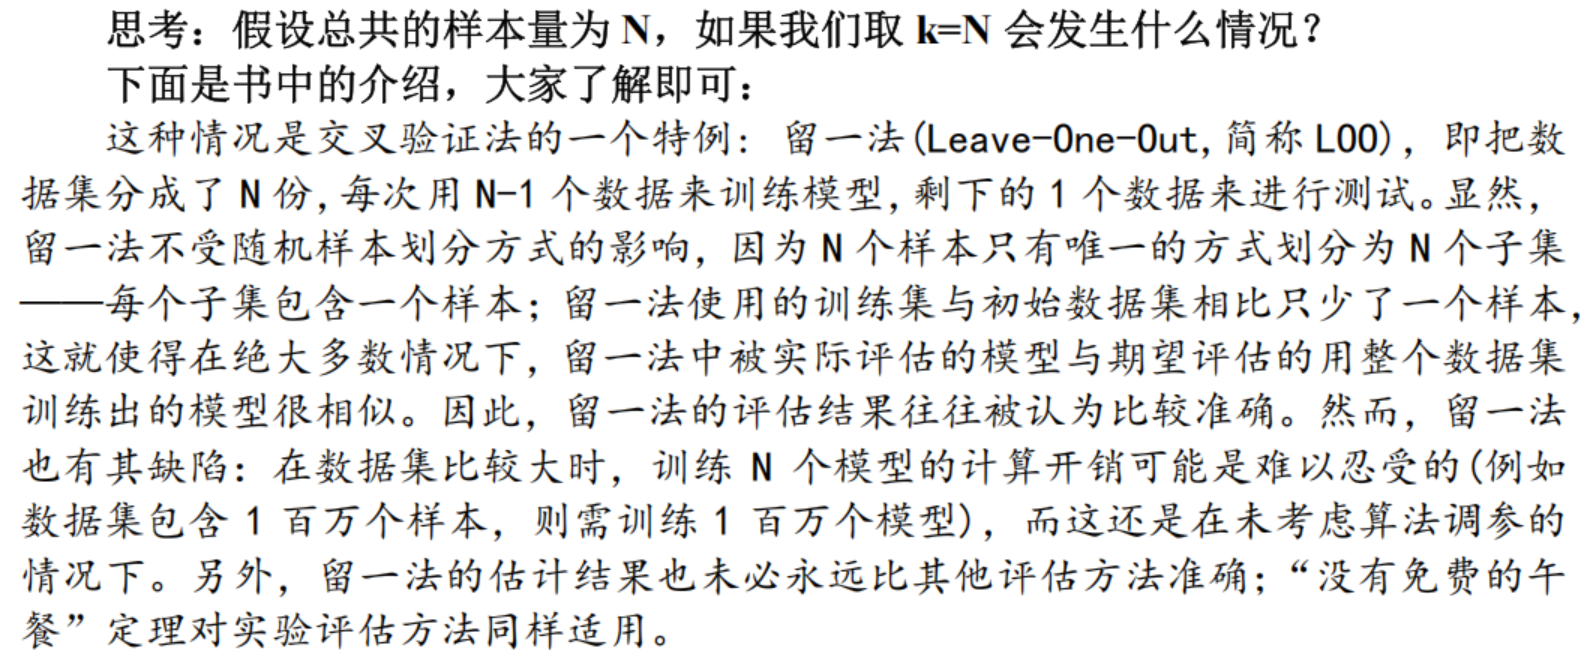 思考：假设总共的样本量为 N，如果我们取 k=N 会发生什么情况？
下面是书中的介绍，大家了解即可：
这种情况是交叉验证法的一个特例： 留一法(Leave-One-Out,简称 LOO)，即把数
据集分成了 N 份,每次用 N-1 个数据来训练模型,剩下的 1 个数据来进行测试。显然，
留一法不受随机样本划分方式的影响，因为 N 个样本只有唯一的方式划分为 N 个子集
——每个子集包含一个样本；留一法使用的训练集与初始数据集相比只少了一个样本，
这就使得在绝大多数情况下，留一法中被实际评估的模型与期望评估的用整个数据集
训练出的模型很相似。因此，留一法的评估结果往往被认为比较准确。然而，留一法
也有其缺陷：在数据集比较大时，训练 N 个模型的计算开销可能是难以忍受的(例如
数据集包含 1 百万个样本，则需训练 1 百万个模型)，而这还是在未考虑算法调参的
情况下。另外，留一法的估计结果也未必永远比其他评估方法准确；“没有免费的午
餐”定理对实验评估方法同样适用。